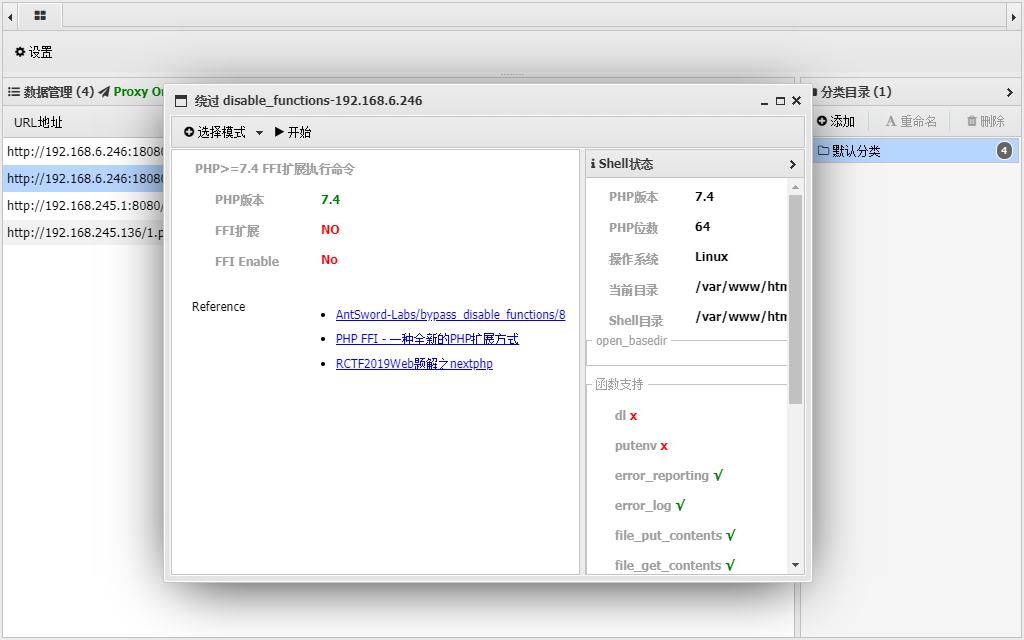 设置
数据管理 (4) Proxy
URL地址
http://192.168.6.246:1808
http://192.168.6.246:1808
http://192.168.245.1:8080/
http://192.168.245.136/1.p
绕过 disable_functions-192.168.6.246
选择模式 开始
PHP>=7.4 FFI扩展执行命令
PHP版本 7.4
FFI扩展 NO
FFI Enable No
Reference
AntSword-Labs/bypass_disable_functions/8
PHP FFI - 一种全新的PHP扩展方式
RCTF2019Web题解之nextphp
Shell状态
PHP版本 7.4
PHP位数 64
操作系统 Linux
当前目录 /var/www/htm
Shell目录 /var/www/htm
open_basedir
函数支持
dl x
putenv x
error_reporting √
error_log √
file_put_contents √
file_get_contents √
分类目录 (1)
添加 重命名 删除
默认分类 4